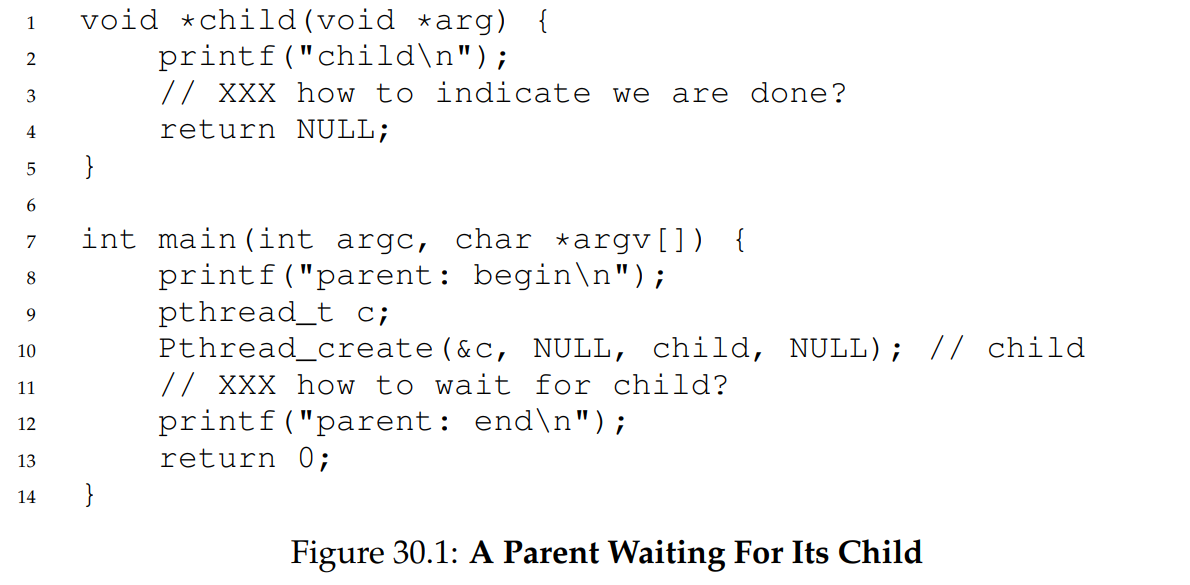 1 void *child(void *arg) {
2 printf("child\n");
3 // XXX how to indicate we are done?
4 return NULL;
5 }
6
7 int main(int argc, char *argv[]) {
8 printf("parent: begin\n");
9 pthread_t c;
10 Pthread_create(&c, NULL, child, NULL); // child
11 // XXX how to wait for child?
12 printf("parent: end\n");
13 return 0;
14 }
Figure 30.1: A Parent Waiting For Its Child